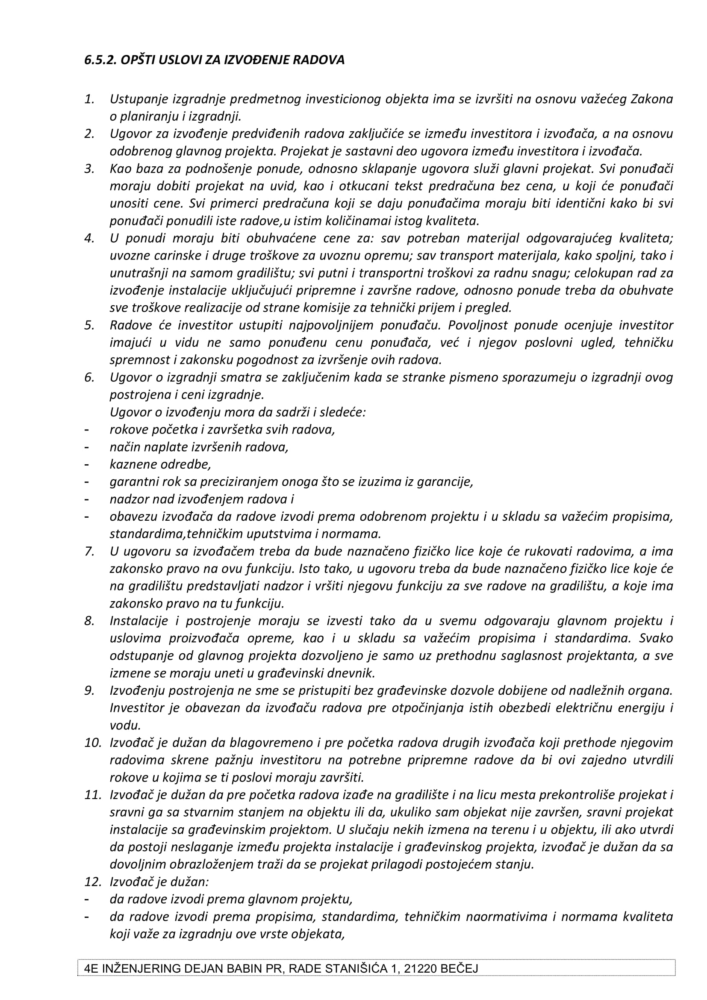 6.5.2. OPŠTI USLOVI ZA IZVOĐENJE RADOVA
1. Ustupanje izgradnje predmetnog investicionog objekta ima se izvršiti na osnovu važećeg Zakona
o planiranju i izgradnji.
2. Ugovor za izvođenje predviđenih radova zaključiće se između investitora i izvođača, a na osnovu
odobrenog glavnog projekta. Projekat je sastavni deo ugovora između investitora i izvođača.
3. Kao baza za podnošenje ponude, odnosno sklapanje ugovora služi glavni projekat. Svi ponuđači
moraju dobiti projekat na uvid, kao i otkucani tekst predračuna bez cena, u koji će ponuđači
unositi cene. Svi primerci predračuna koji se daju ponuđačima moraju biti identični kako bi svi
ponuđači ponudili iste radove,u istim količinamai istog kvaliteta.
4. U ponudi moraju biti obuhvaćene cene za: sav potreban materijal odgovarajućeg kvaliteta;
uvozne carinske i druge troškove za uvoznu opremu; sav transport materijala, kako spoljni, tako i
unutrašnji na samom gradilištu; svi putni i transportni troškovi za radnu snagu; celokupan rad za
izvođenje instalacije uključujući pripremne i završne radove, odnosno ponude treba da obuhvate
sve troškove realizacije od strane komisije za tehnički prijem i pregled.
5. Radove će investitor ustupiti najpovoljnijem ponuđaču. Povoljnost ponude ocenjuje investitor
imajući u vidu ne samo ponuđenu cenu ponuđača, već i njegov poslovni ugled, tehničku
spremnost i zakonsku pogodnost za izvršenje ovih radova.
6. Ugovor o izgradnji smatra se zaključenim kada se stranke pismeno sporazumeju o izgradnji ovog
postrojena i ceni izgradnje.
Ugovor o izvođenju mora da sadrži i sledeće:
- rokove početka i završetka svih radova,
- način naplate izvršenih radova,
- kaznene odredbe,
- garantni rok sa preciziranjem onoga što se izuzima iz garancije,
- nadzor nad izvođenjem radova i
- obavezu izvođača da radove izvodi prema odobrenom projektu i u skladu sa važećim propisima,
standardima,tehničkim uputstvima i normama.
7. U ugovoru sa izvođačem treba da bude naznačeno fizičko lice koje će rukovati radovima, a ima
zakonsko pravo na ovu funkciju. Isto tako, u ugovoru treba da bude naznačeno fizičko lice koje će
na gradilištu predstavljati nadzor i vršiti njegovu funkciju za sve radove na gradilištu, a koje ima
zakonsko pravo na tu funkciju.
8. Instalacije i postrojenje moraju se izvesti tako da u svemu odgovaraju glavnom projektu i
uslovima proizvođača opreme, kao i u skladu sa važećim propisima i standardima. Svako
odstupanje od glavnog projekta dozvoljeno je samo uz prethodnu saglasnost projektanta, a sve
izmene se moraju uneti u građevinski dnevnik.
9. Izvođenju postrojenja ne sme se pristupiti bez građevinske dozvole dobijene od nadležnih organa.
Investitor je obavezan da izvođaču radova pre otpočinjanja istih obezbedi električnu energiju i
vodu.
10. Izvođač je dužan da blagovremeno i pre početka radova drugih izvođača koji prethode njegovim
radovima skrene pažnju investitoru na potrebne pripremne radove da bi ovi zajedno utvrdili
rokove u kojima se ti poslovi moraju završiti.
11. Izvođač je dužan da pre početka radova izađe na gradilište i na licu mesta prekontroliše projekat i
sravni ga sa stvarnim stanjem na objektu ili da, ukuliko sam objekat nije završen, sravni projekat
instalacije sa građevinskim projektom. U slučaju nekih izmena na terenu i u objektu, ili ako utvrdi
da postoji neslaganje između projekta instalacije i građevinskog projekta, izvođač je dužan da sa
dovoljnim obrazloženjem traži da se projekat prilagodi postojećem stanju.
12. Izvođač je dužan:
- da radove izvodi prema glavnom projektu,
- da radove izvodi prema propisima, standardima, tehničkim naormativima i normama kvaliteta
koji važe za izgradnju ove vrste objekata,
4E INŽENJERING DEJAN BABIN PR, RADE STANIŠIĆA 1, 21220 BEČEJ